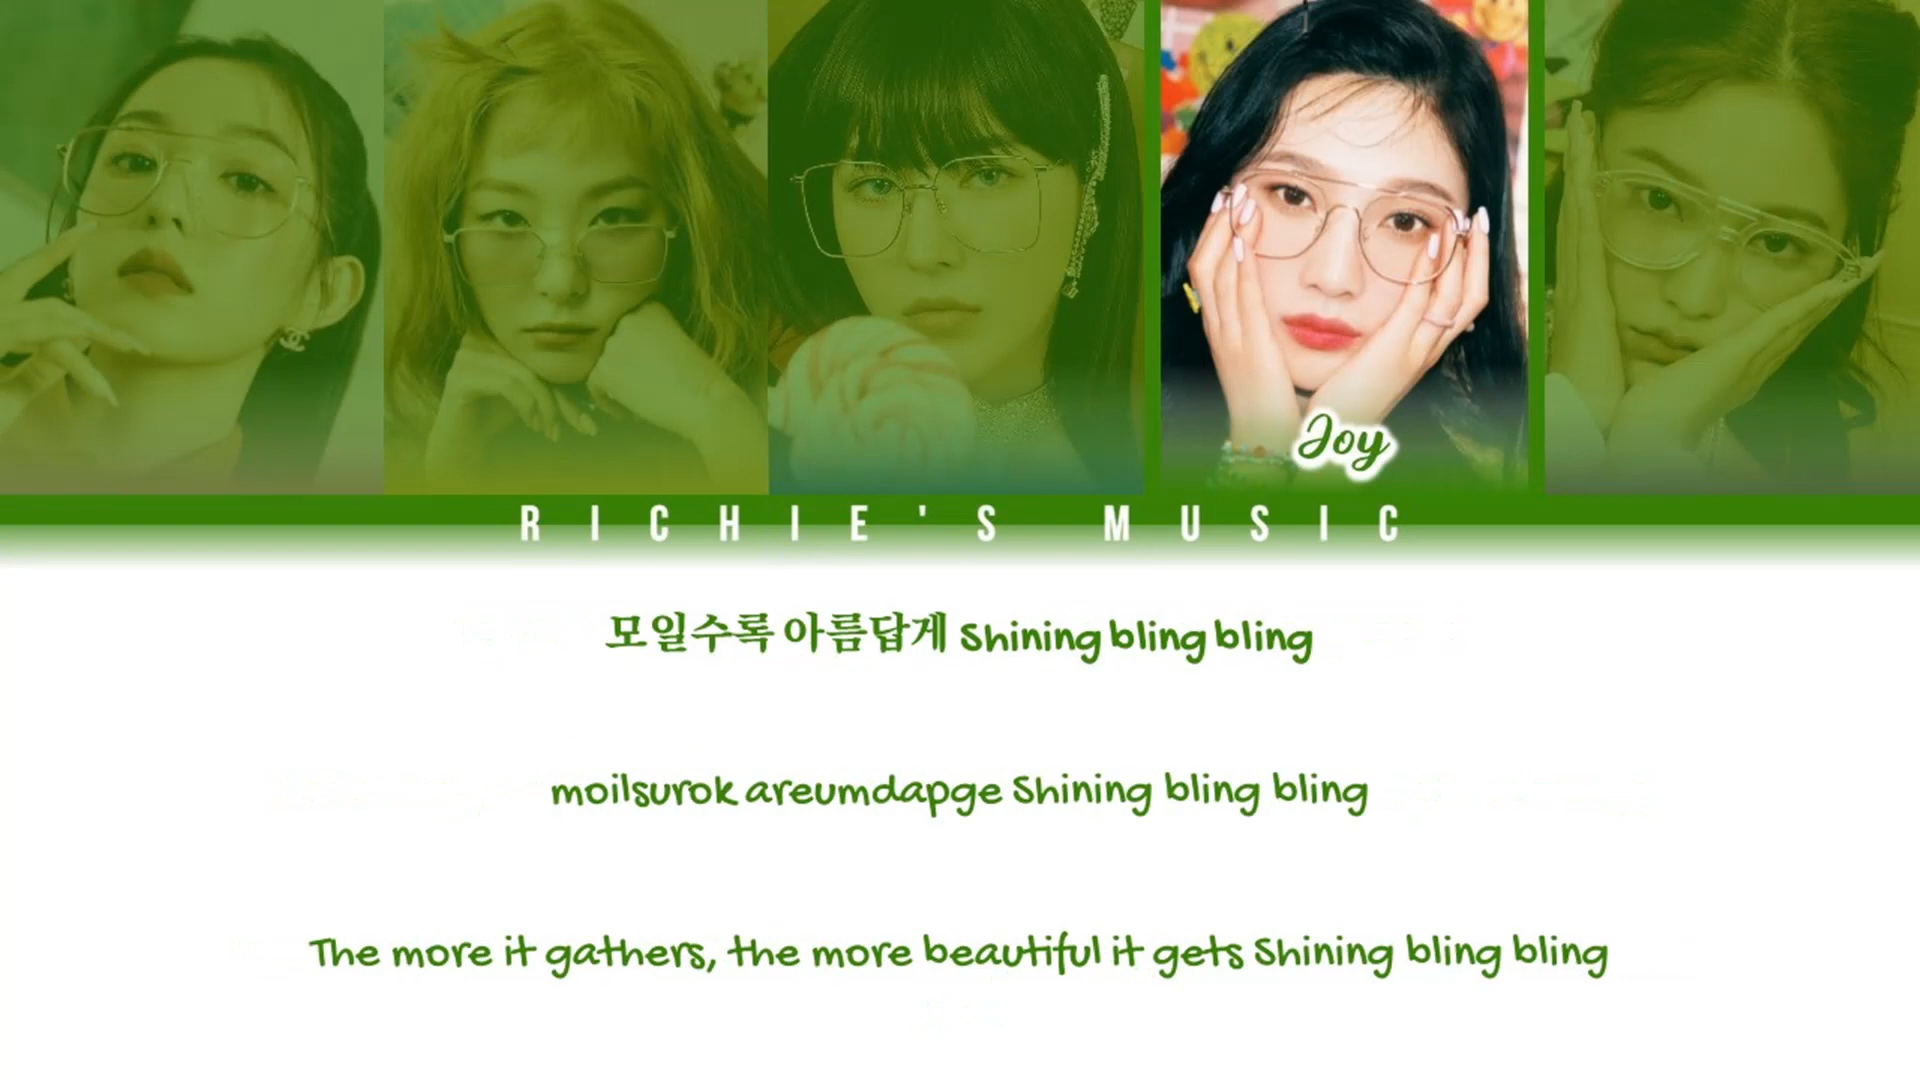 Joy
RICHIE'S MUSIC
모일수록 아름답게 Shining bling bling
moilsurok areumdapge Shining bling bling
The more it gathers, the more beautiful it gets Shining bling bling